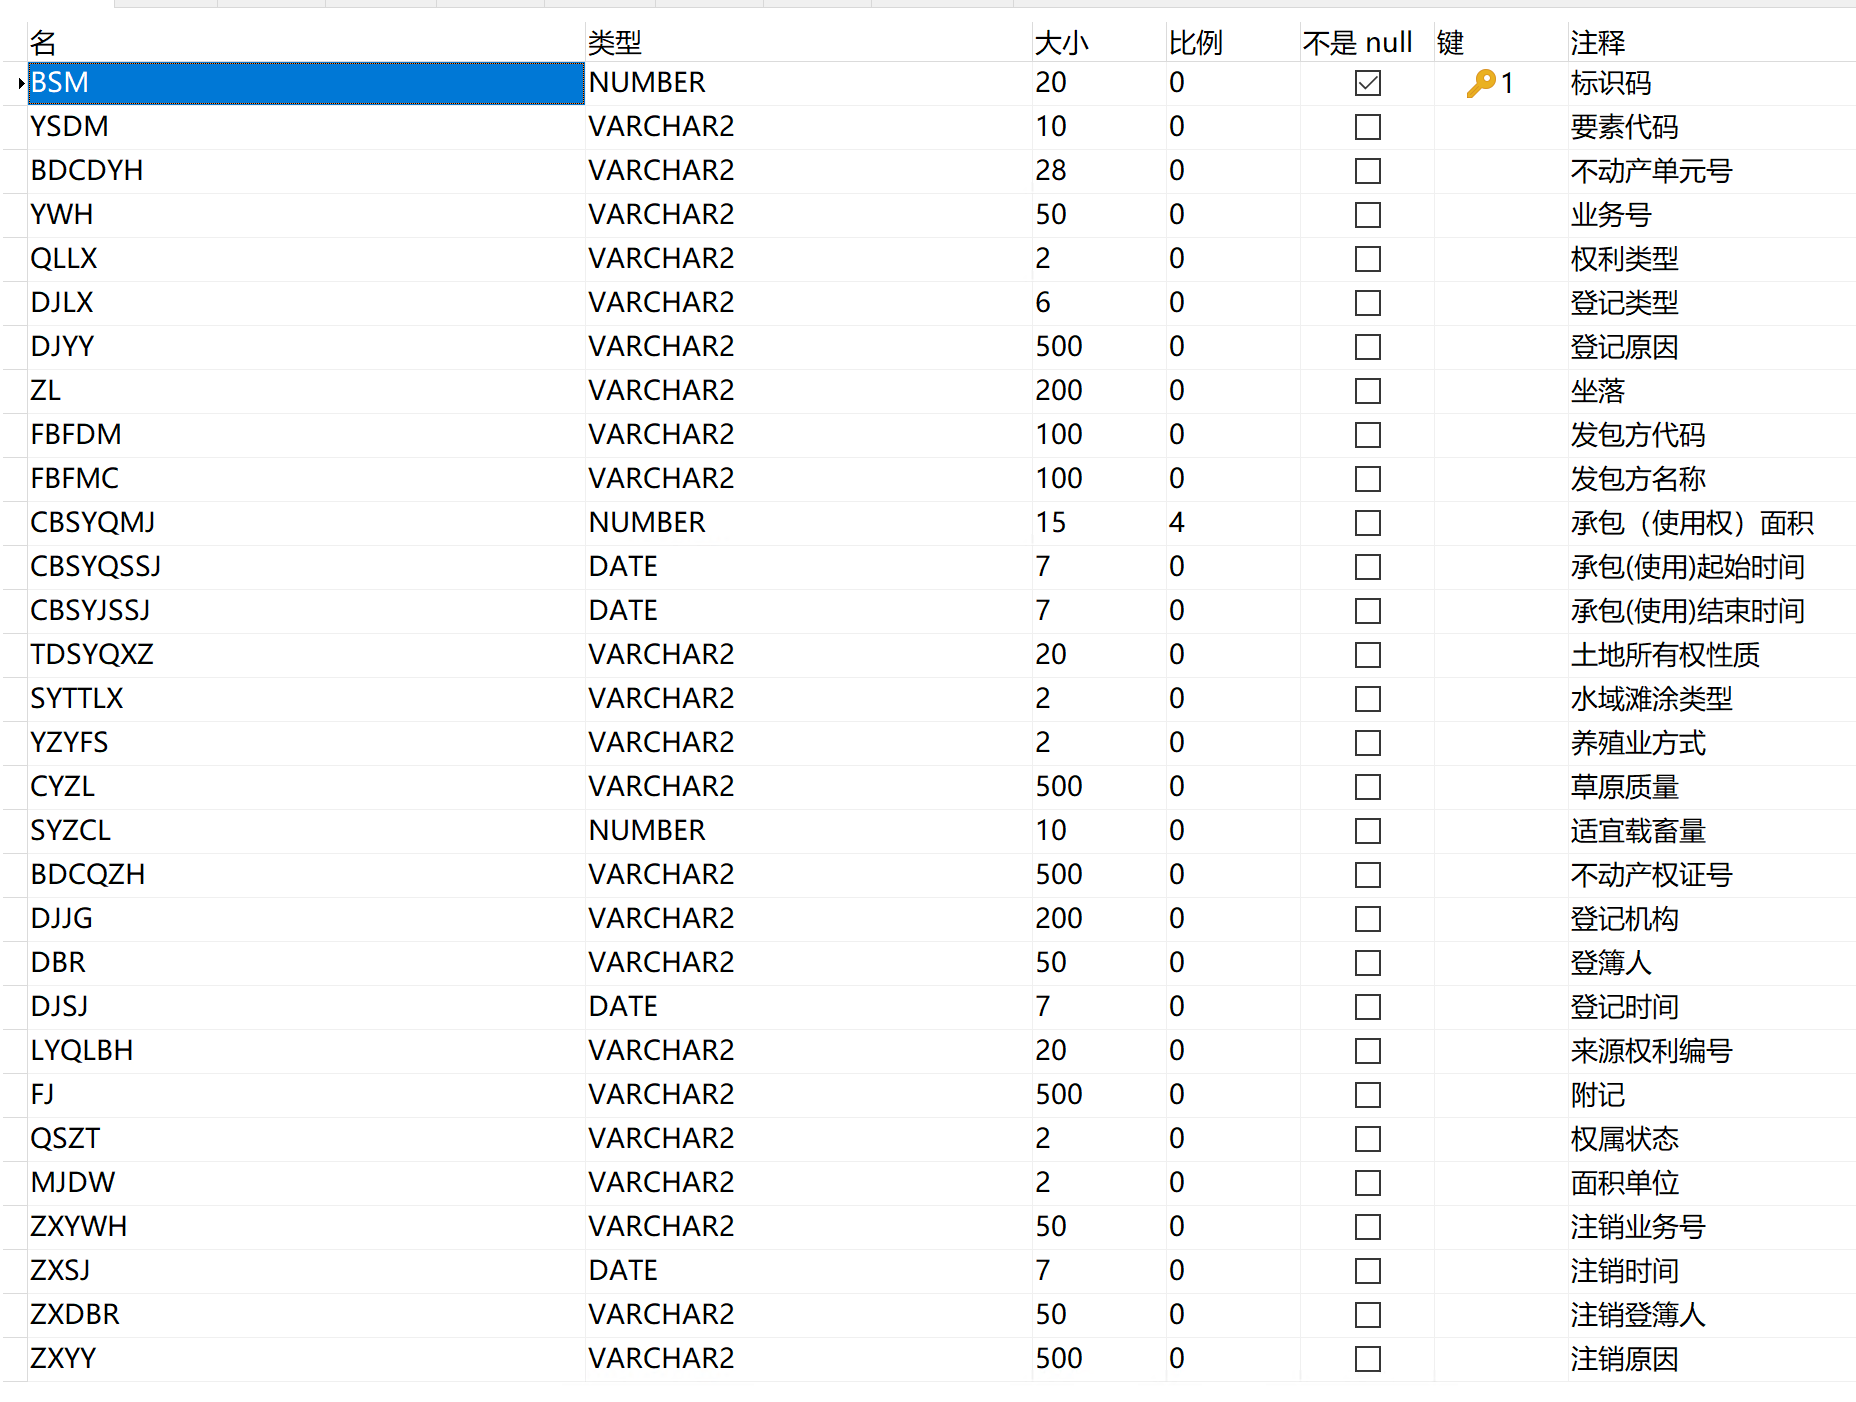 名 类型 大小 比例 不是 null 键 注释
BSM NUMBER 20 0 1 标识码
YSDM VARCHAR2 10 0 要素代码
BDCDYH VARCHAR2 28 0 不动产单元号
YWH VARCHAR2 50 0 业务号
QLLX VARCHAR2 2 0 权利类型
DJLX VARCHAR2 6 0 登记类型
DJYY VARCHAR2 500 0 登记原因
ZL VARCHAR2 200 0 坐落
FBFDM VARCHAR2 100 0 发包方代码
FBFMC VARCHAR2 100 0 发包方名称
CBSYQMJ NUMBER 15 4 承包（使用权）面积
CBSYQSSJ DATE 7 0 承包(使用)起始时间
CBSYJSSJ DATE 7 0 承包(使用)结束时间
TDSYQXZ VARCHAR2 20 0 土地所有权性质
SYTTLX VARCHAR2 2 0 水域滩涂类型
YZYFS VARCHAR2 2 0 养殖业方式
CYZL VARCHAR2 500 0 草原质量
SYZCL NUMBER 10 0 适宜载畜量
BDCQZH VARCHAR2 500 0 不动产权证号
DJJG VARCHAR2 200 0 登记机构
DBR VARCHAR2 50 0 登簿人
DJSJ DATE 7 0 登记时间
LYQLBH VARCHAR2 20 0 来源权利编号
FJ VARCHAR2 500 0 附记
QSZT VARCHAR2 2 0 权属状态
MJDW VARCHAR2 2 0 面积单位
ZXYWH VARCHAR2 50 0 注销业务号
ZXSJ DATE 7 0 注销时间
ZXDBR VARCHAR2 50 0 注销登簿人
ZXYY VARCHAR2 500 0 注销原因